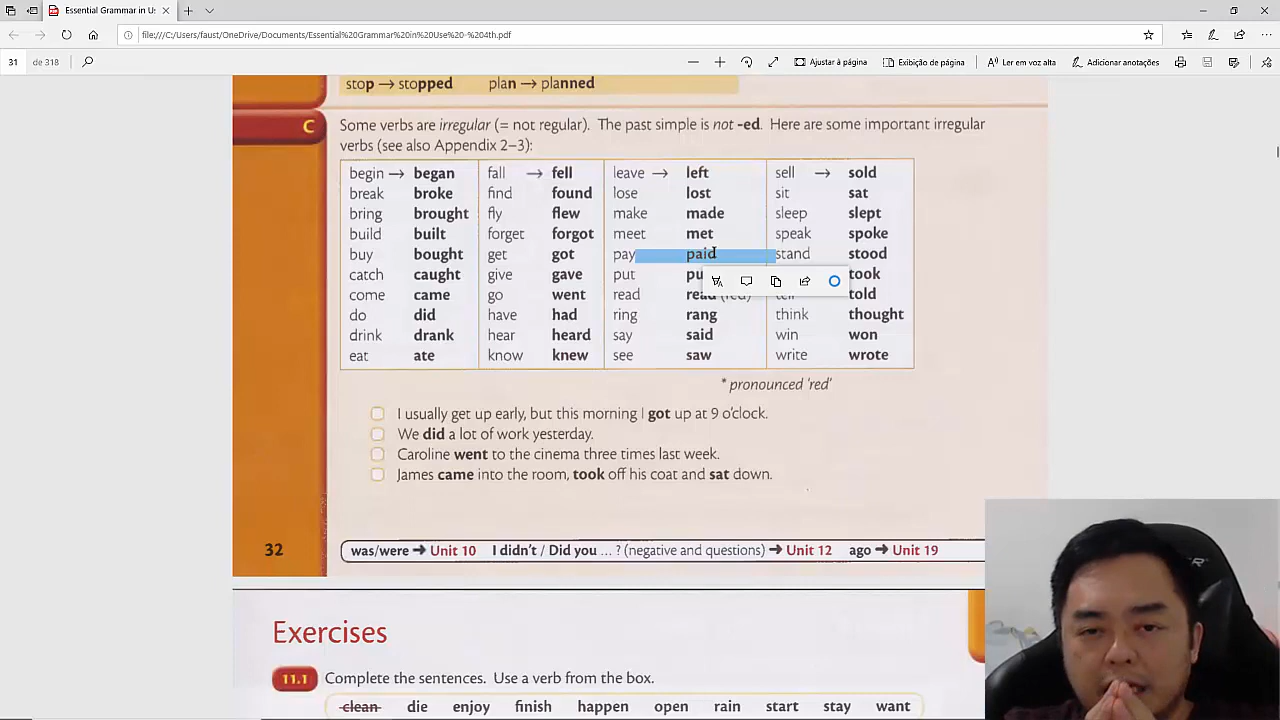 Essential Grammar in Us
file:///C:/Users/faust/OneDrive/Documents/Essential%20Grammar%20in%20Use%20-%204th.pdf
31 de 318 Ajustar à página Exibição de página Ler em voz alta Adicionar anotações
stop → stopped plan → planned
C Some verbs are irregular (= not regular). The past simple is not -ed. Here are some important irregular
verbs (see also Appendix 2–3):
begin → began fall → fell leave → left sell → sold
break broke find found lose lost sit sat
bring brought fly flew make made sleep slept
build built forget forgot meet met speak spoke
buy bought get got pay paid stand stood
catch caught give gave put pu took
come came go went read read (red) tell told
do did have had ring rang think thought
drink drank hear heard say said win won
eat ate know knew see saw write wrote
* pronounced 'red'
I usually get up early, but this morning I got up at 9 o'clock.
We did a lot of work yesterday.
Caroline went to the cinema three times last week.
James came into the room, took off his coat and sat down.
32 was/were → Unit 10 I didn't / Did you ... ? (negative and questions) → Unit 12 ago → Unit 19
Exercises
11.1 Complete the sentences. Use a verb from the box.
clean die enjoy finish happen open rain start stay want